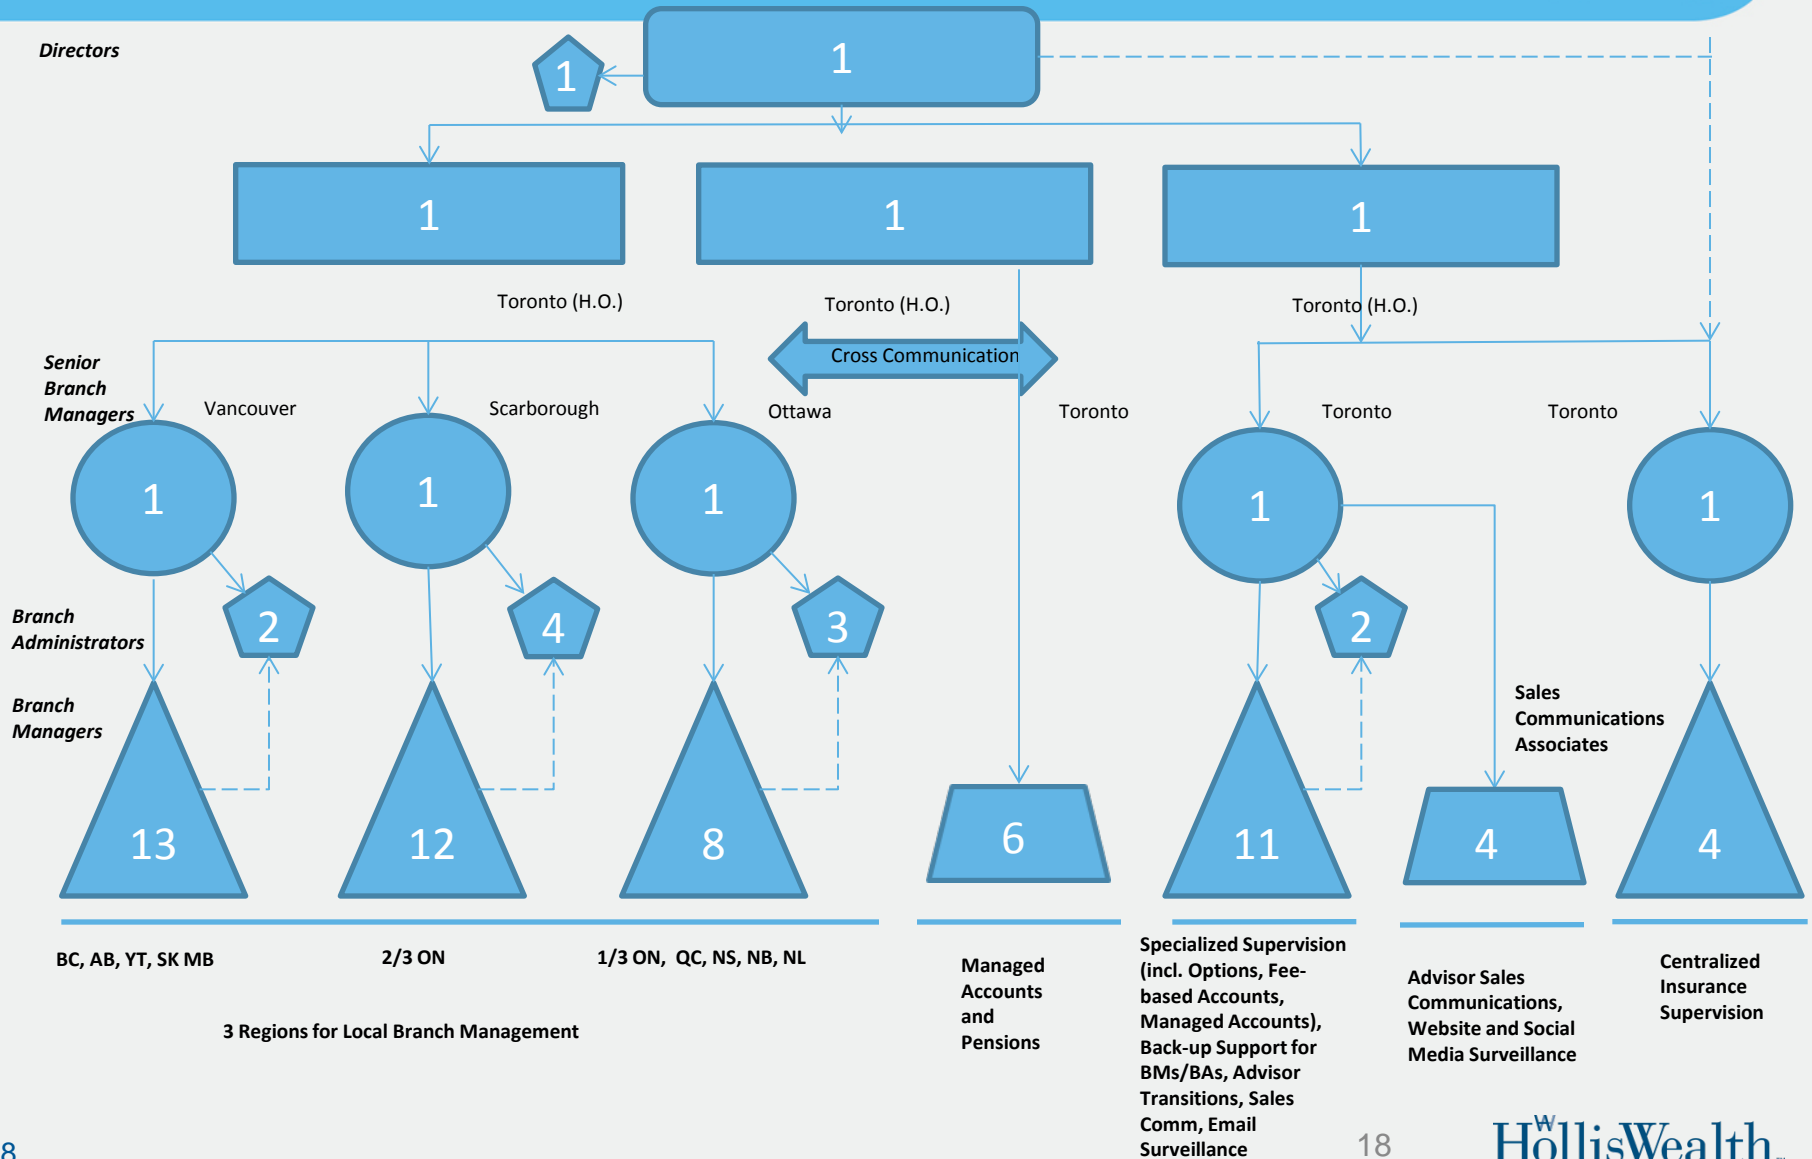 Directors
1
1
1
1
1
Toronto (H.O.)
Toronto (H.O.)
Toronto (H.O.)
Cross Communication
Senior
Branch
Managers
Vancouver
Scarborough
Ottawa
Toronto
Toronto
Toronto
1
1
1
1
1
Branch
Administrators
2
4
3
2
Branch
Managers
Sales
Communications
Associates
13
12
8
6
11
4
4
BC, AB, YT, SK MB
2/3 ON
1/3 ON, QC, NS, NB, NL
3 Regions for Local Branch Management
Managed
Accounts
and
Pensions
Specialized Supervision
(incl. Options, Fee-
based Accounts,
Managed Accounts),
Back-up Support for
BMs/BAs, Advisor
Transitions, Sales
Comm, Email
Surveillance
Advisor Sales
Communications,
Website and Social
Media Surveillance
Centralized
Insurance
Supervision
8
18
HollisWealth